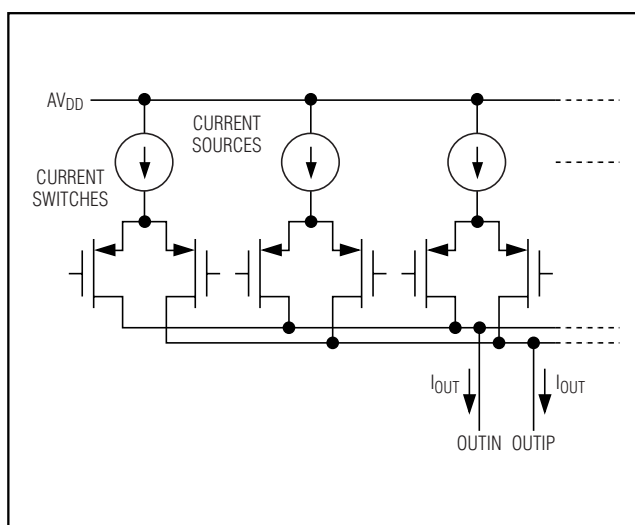 AVDD
CURRENT
SOURCES
CURRENT
SWITCHES
IOUT
IOUT
OUTIN OUTIP